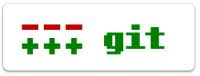 --- 
+++ git